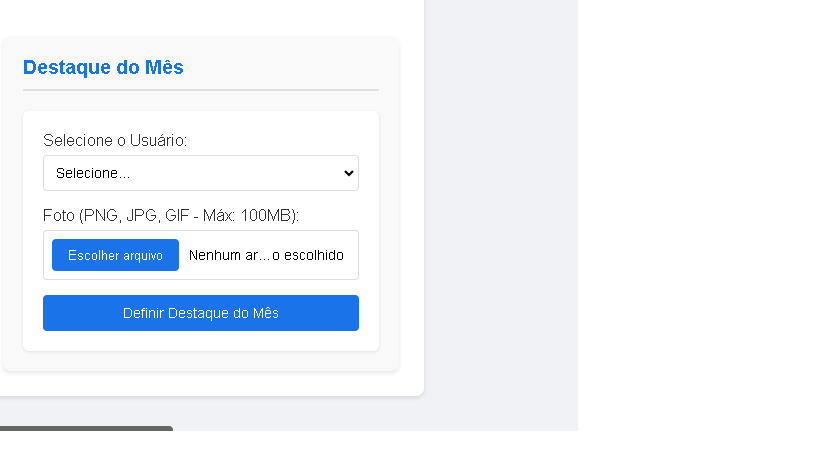 Destaque do Mês
Selecione o Usuário:
Selecione...
Foto (PNG, JPG, GIF - Máx: 100MB):
Escolher arquivo Nenhum ar...o escolhido
Definir Destaque do Mês